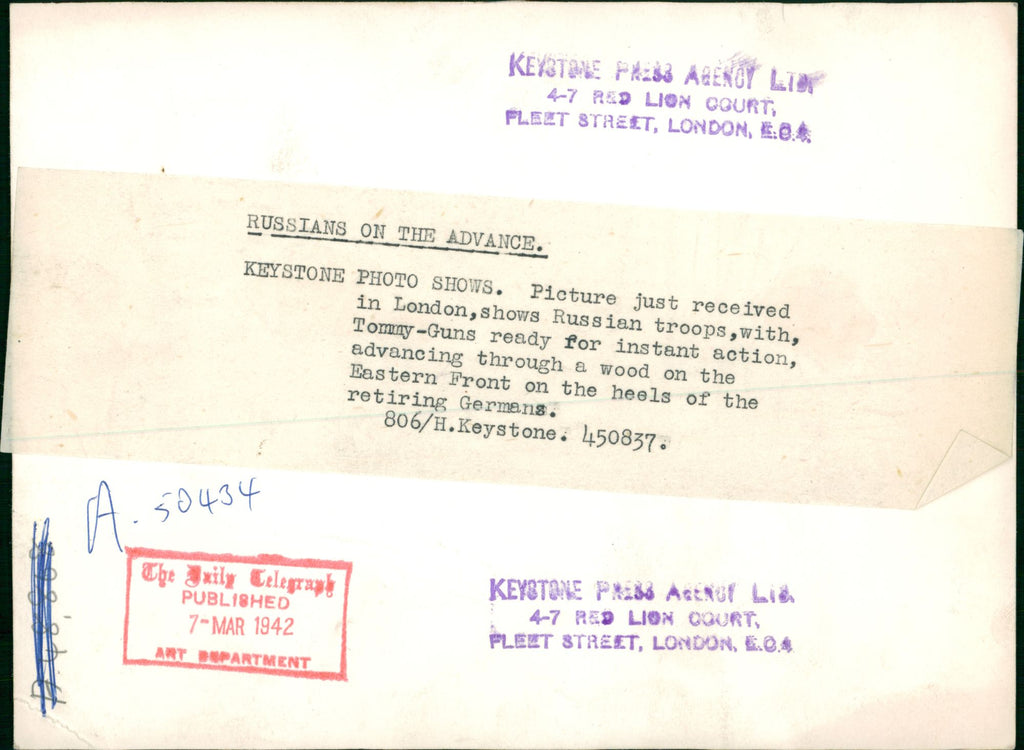 KEYSTONE PRESS AGENCY LTD.
4-7 RED LION COURT,
FLEET STREET, LONDON, E.C.4.
RUSSIANS ON THE ADVANCE.
KEYSTONE PHOTO SHOWS. Picture just received
in London,shows Russian troops,with,
Tommy-Guns ready for instant action,
advancing through a wood on the
Eastern Front on the heels of the
retiring Germans.
806/H.Keystone. 450837.
A. 50434
The Daily Telegraph
PUBLISHED
7-MAR 1942
ART DEPARTMENT
KEYSTONE PRESS AGENCY LTD.
4-7 RED LION COURT,
FLEET STREET, LONDON, E.C.4